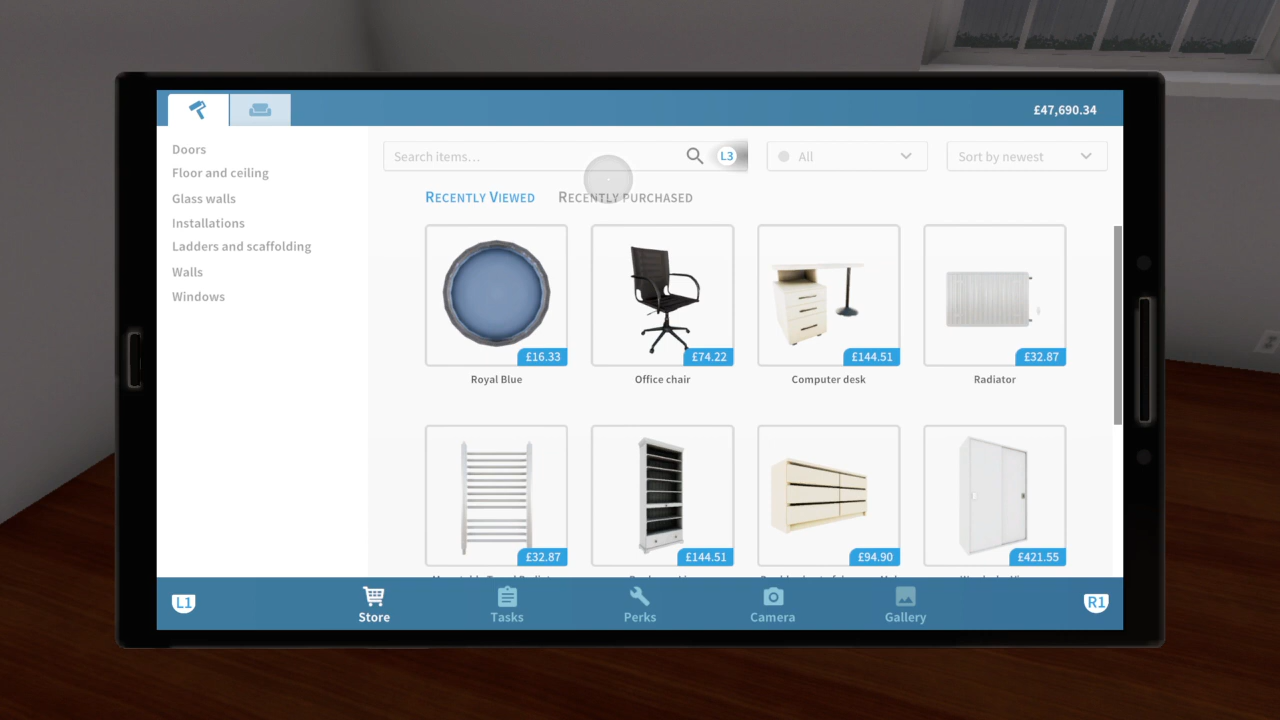 £47,690.34
Doors
Floor and ceiling
Glass walls
Installations
Ladders and scaffolding
Walls
Windows
Search items...
L3
All
Sort by newest
Recently Viewed
Recently purchased
£16.33
£74.22
£144.51
£32.87
Royal Blue
Office chair
Computer desk
Radiator
£32.87
£144.51
£94.90
£421.55
L1
Store
Tasks
Perks
Camera
Gallery
R1